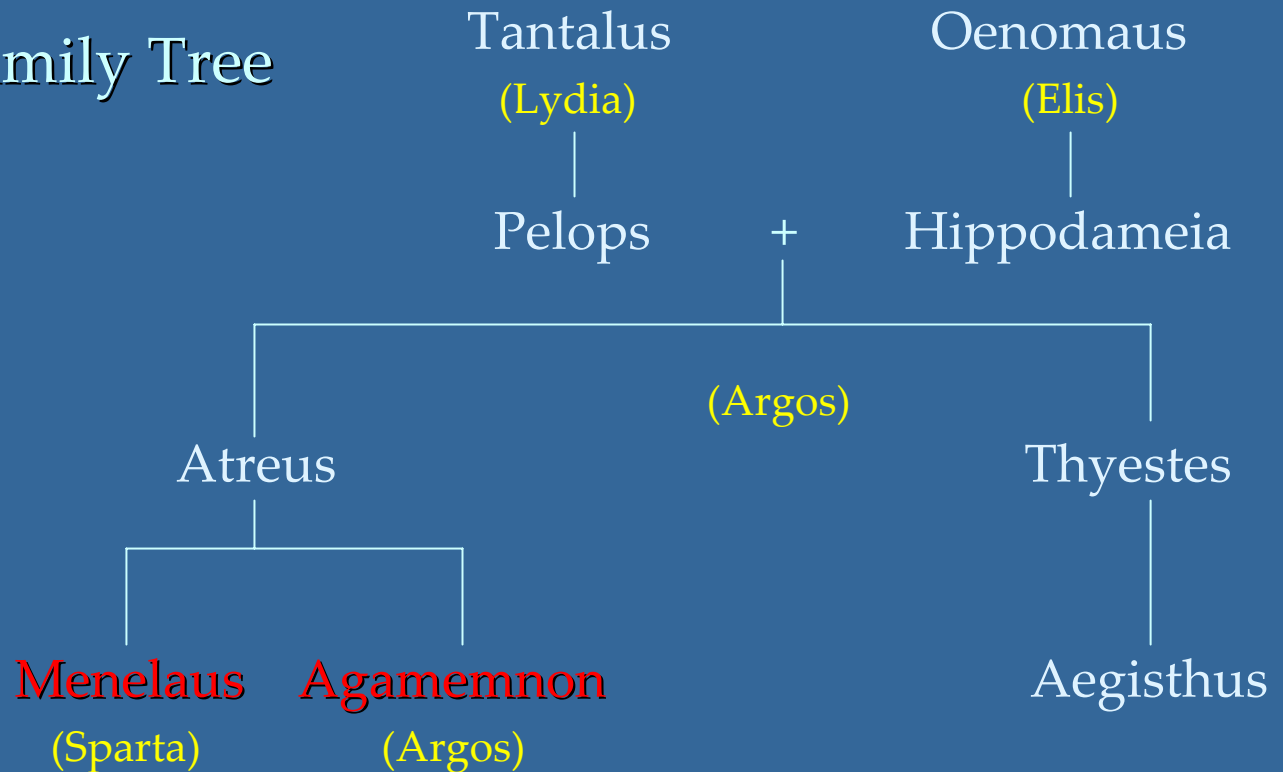 mily Tree
Tantalus Oenomaus
(Lydia) (Elis)
Pelops + Hippodameia
(Argos)
Atreus Thyestes
Menelaus Agamemnon Aegisthus
(Sparta) (Argos)